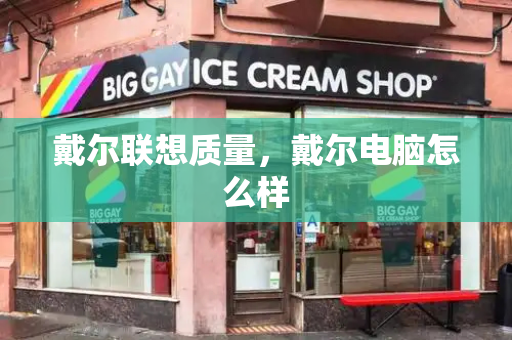 BIG GAY ICE CREAM SHOP
戴尔联想质量，戴尔电脑怎
么样
BIG GAY
ICE CREAM SHOP
BIG GAY
ICE CREAM SHOP
A